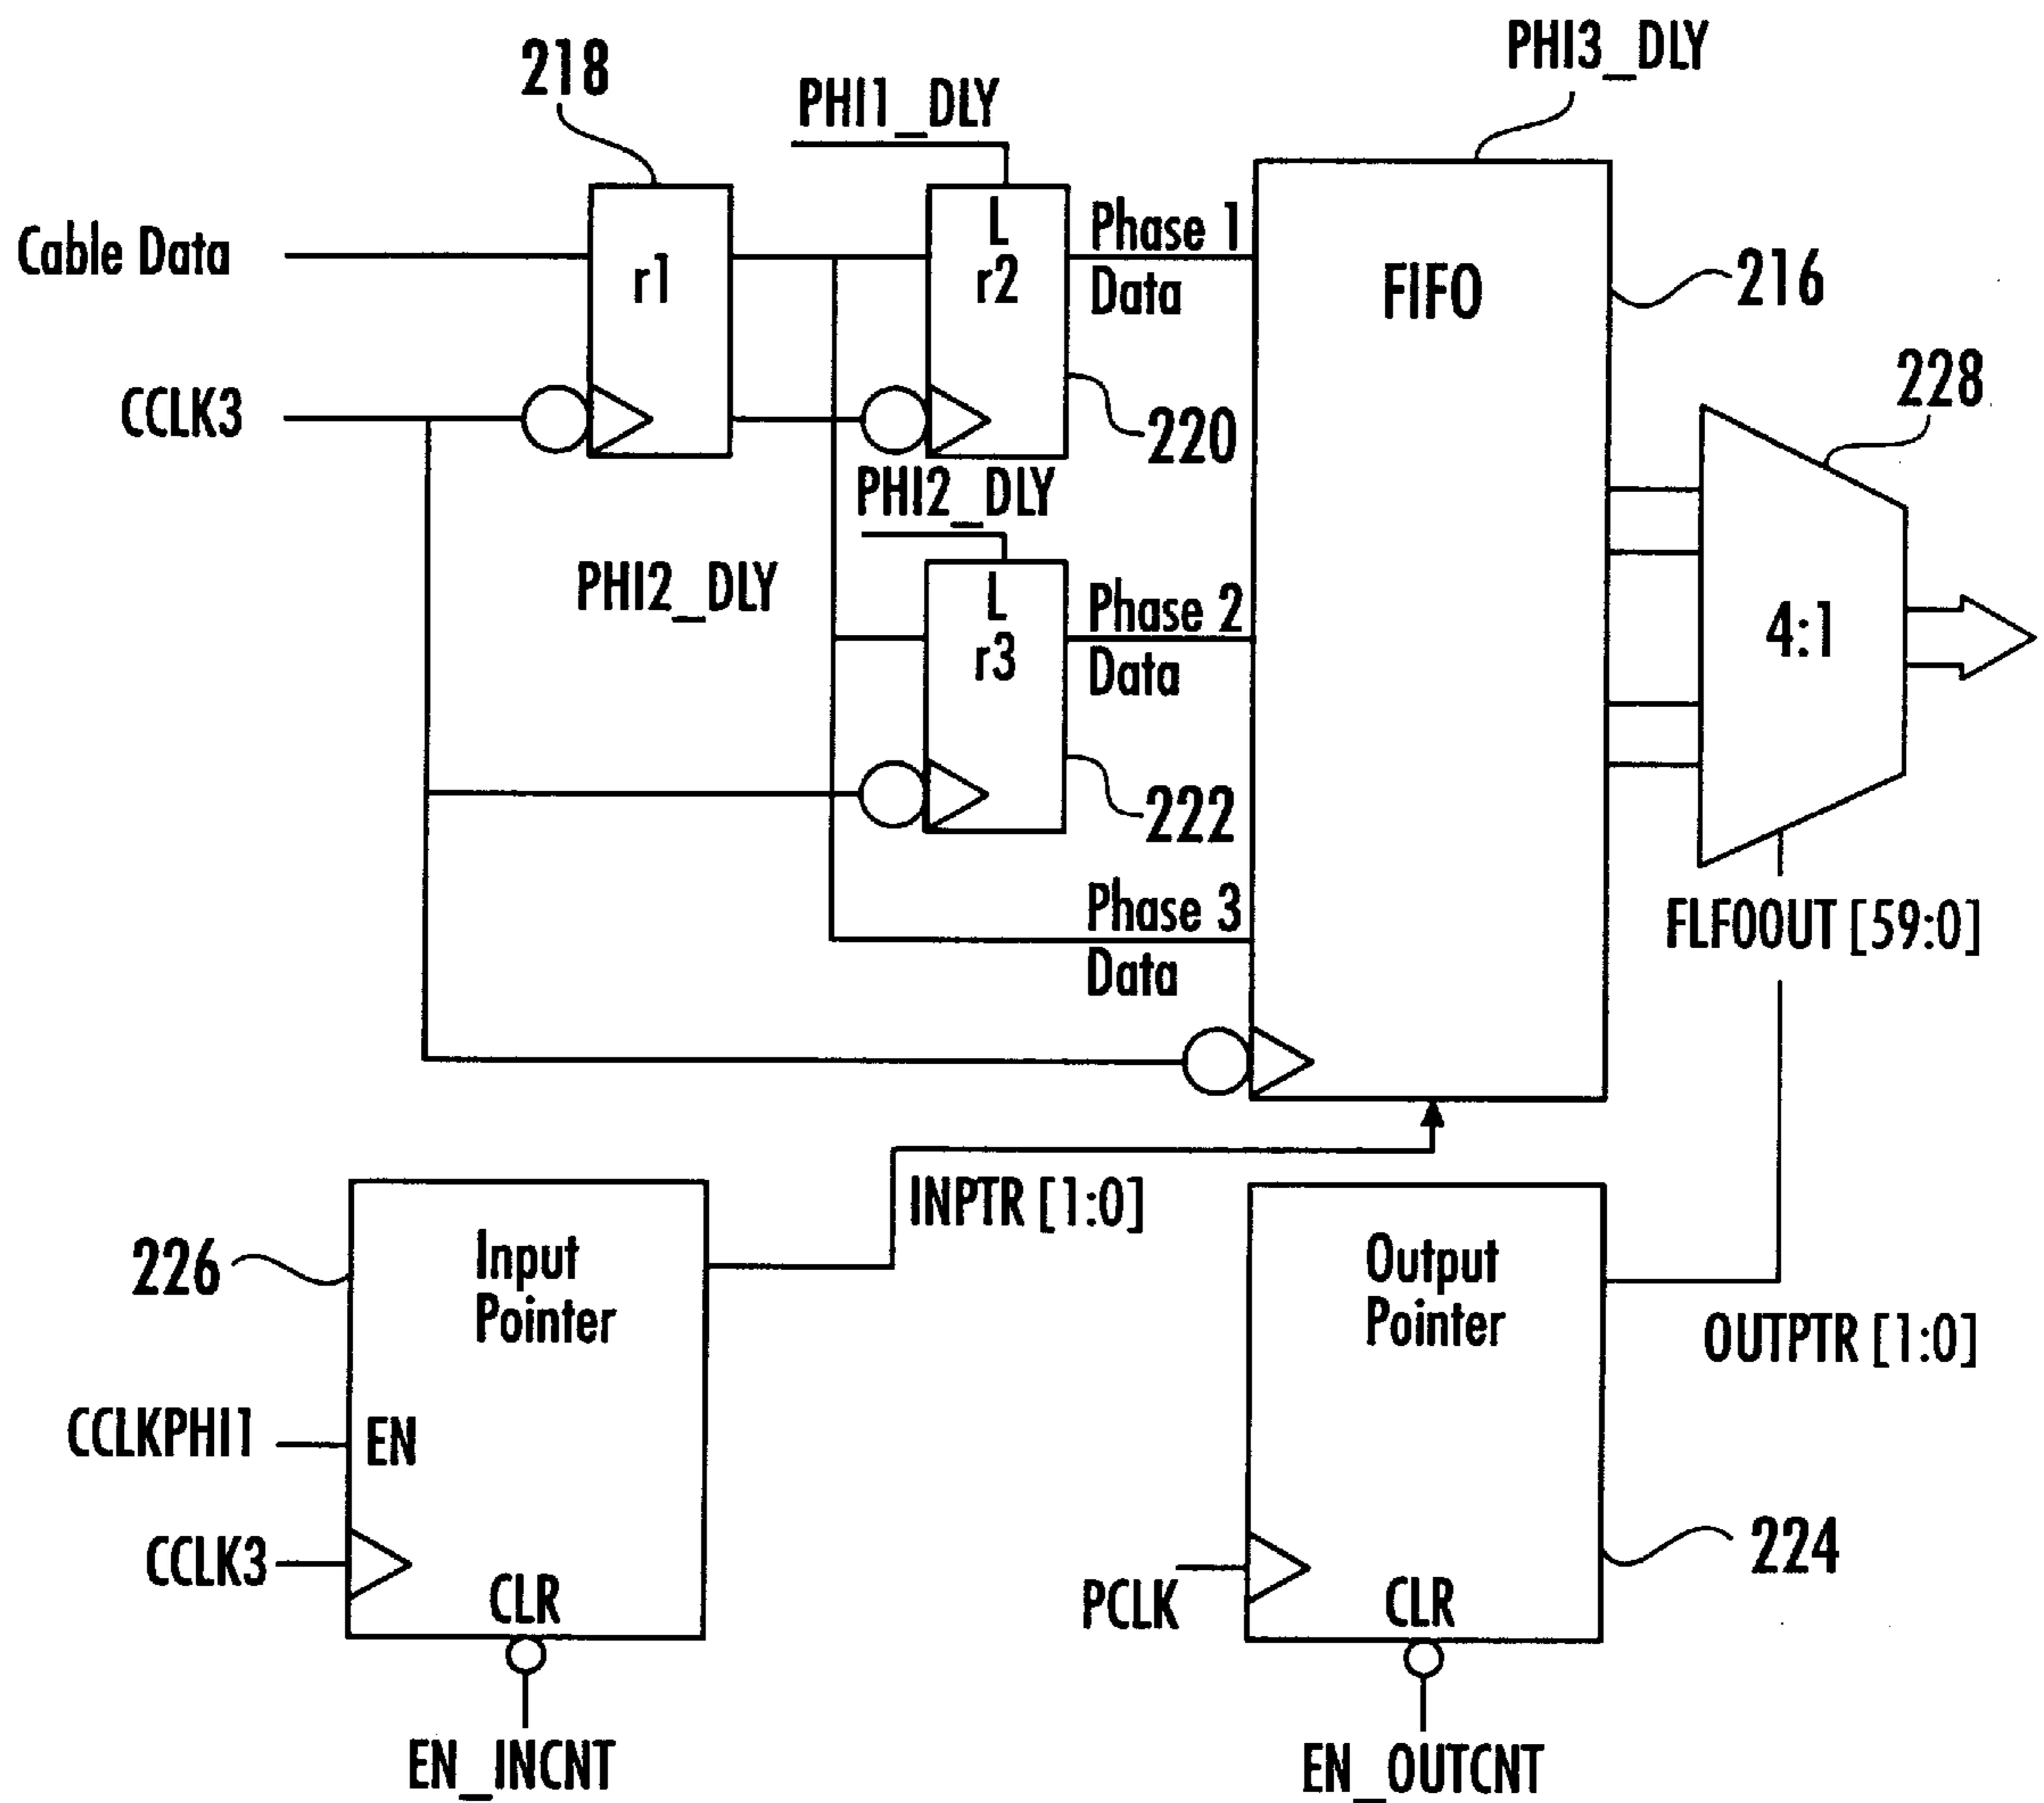 PHI3_DLY
218
PHI1_DLY
Cable Data
r1
L
r2
Phase 1
Data
FIFO
216
228
CCLK3
220
PHI2_DLY
PHI2_DLY
L
r3
Phase 2
Data
4:1
222
Phase 3
Data
FLFOOUT [59:0]
INPTR [1:0]
226
Input
Pointer
Output
Pointer
OUTPTR [1:0]
CCLKPHI1
EN
CCLK3
CLR
PCLK
CLR
224
EN_INCNT
EN_OUTCNT